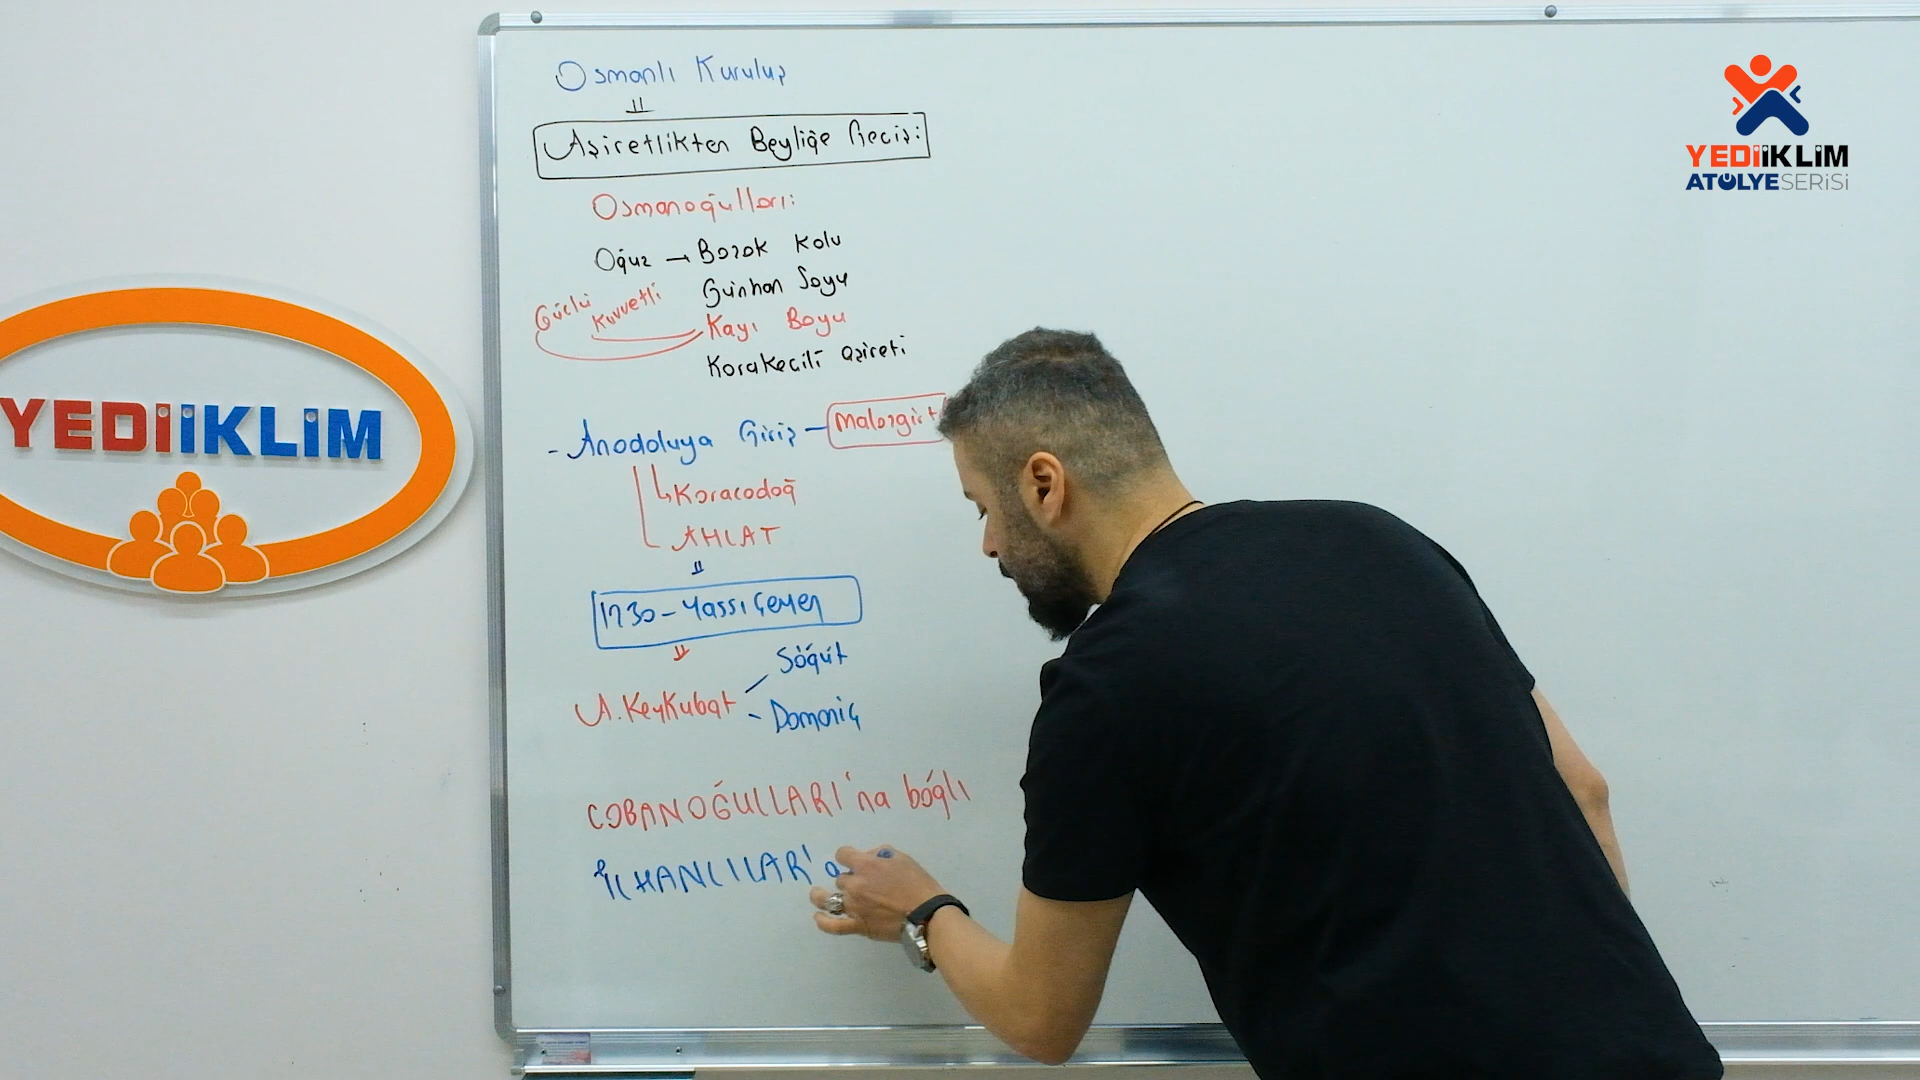 Osmanlı Kuruluş
Aşiretlikten Beyliğe Geçiş:
Osmanoğulları:
Oğuz → Bozok Kolu
Günhan Soyu
Güçlü Kuvvetli
Kayı Boyu
Karakeçili aşireti
- Anadoluya Giriş – Malazgirt
Karacadağ
AHLAT
1230 – Yassıçemen
A. Keykubat
Söğüt
- Domaniç
ÇOBANOĞULLARI'na bağlı
İLHANLILAR'a
YEDİİKLİM
YEDİİKLİM
ATÖLYE SERİSİ